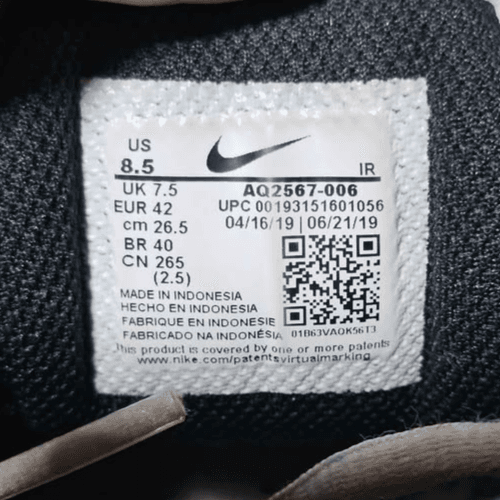 US
8.5
IR
UK 7.5
AQ2567-006
EUR 42
UPC 00193151601056
cm 26.5
04/16/19 | 06/21/19
BR 40
CN 265
(2.5)
MADE IN INDONESIA
HECHO EN INDONESIA
FABRIQUE EN INDONESIE
FABRICADO NA INDONÉSIA
01B63VAOK56T3
This product is covered by one or more patents
www.nike.com/patentsvirtualmarking